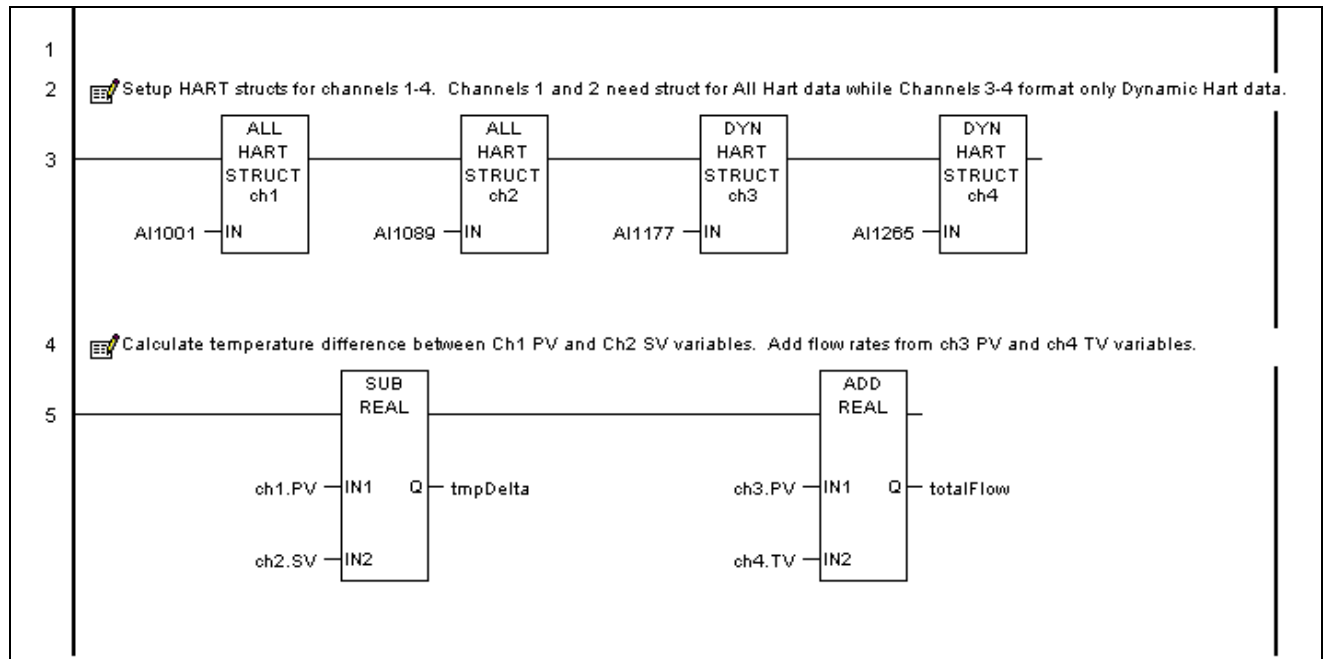 1
2 Setup HART structs for channels 1-4. Channels 1 and 2 need struct for All Hart data while Channels 3-4 format only Dynamic Hart data.
ALL ALL DYN DYN
HART HART HART HART
3 STRUCT STRUCT STRUCT STRUCT
ch1 ch2 ch3 ch4
AI1001 IN AI1089 IN AI1177 IN AI1265 IN
4 Calculate temperature difference between Ch1 PV and Ch2 SV variables. Add flow rates from ch3 PV and ch4 TV variables.
SUB ADD
5 REAL REAL
ch1.PV IN1 Q tmpDelta ch3.PV IN1 Q totalFlow
ch2.SV IN2 ch4.TV IN2